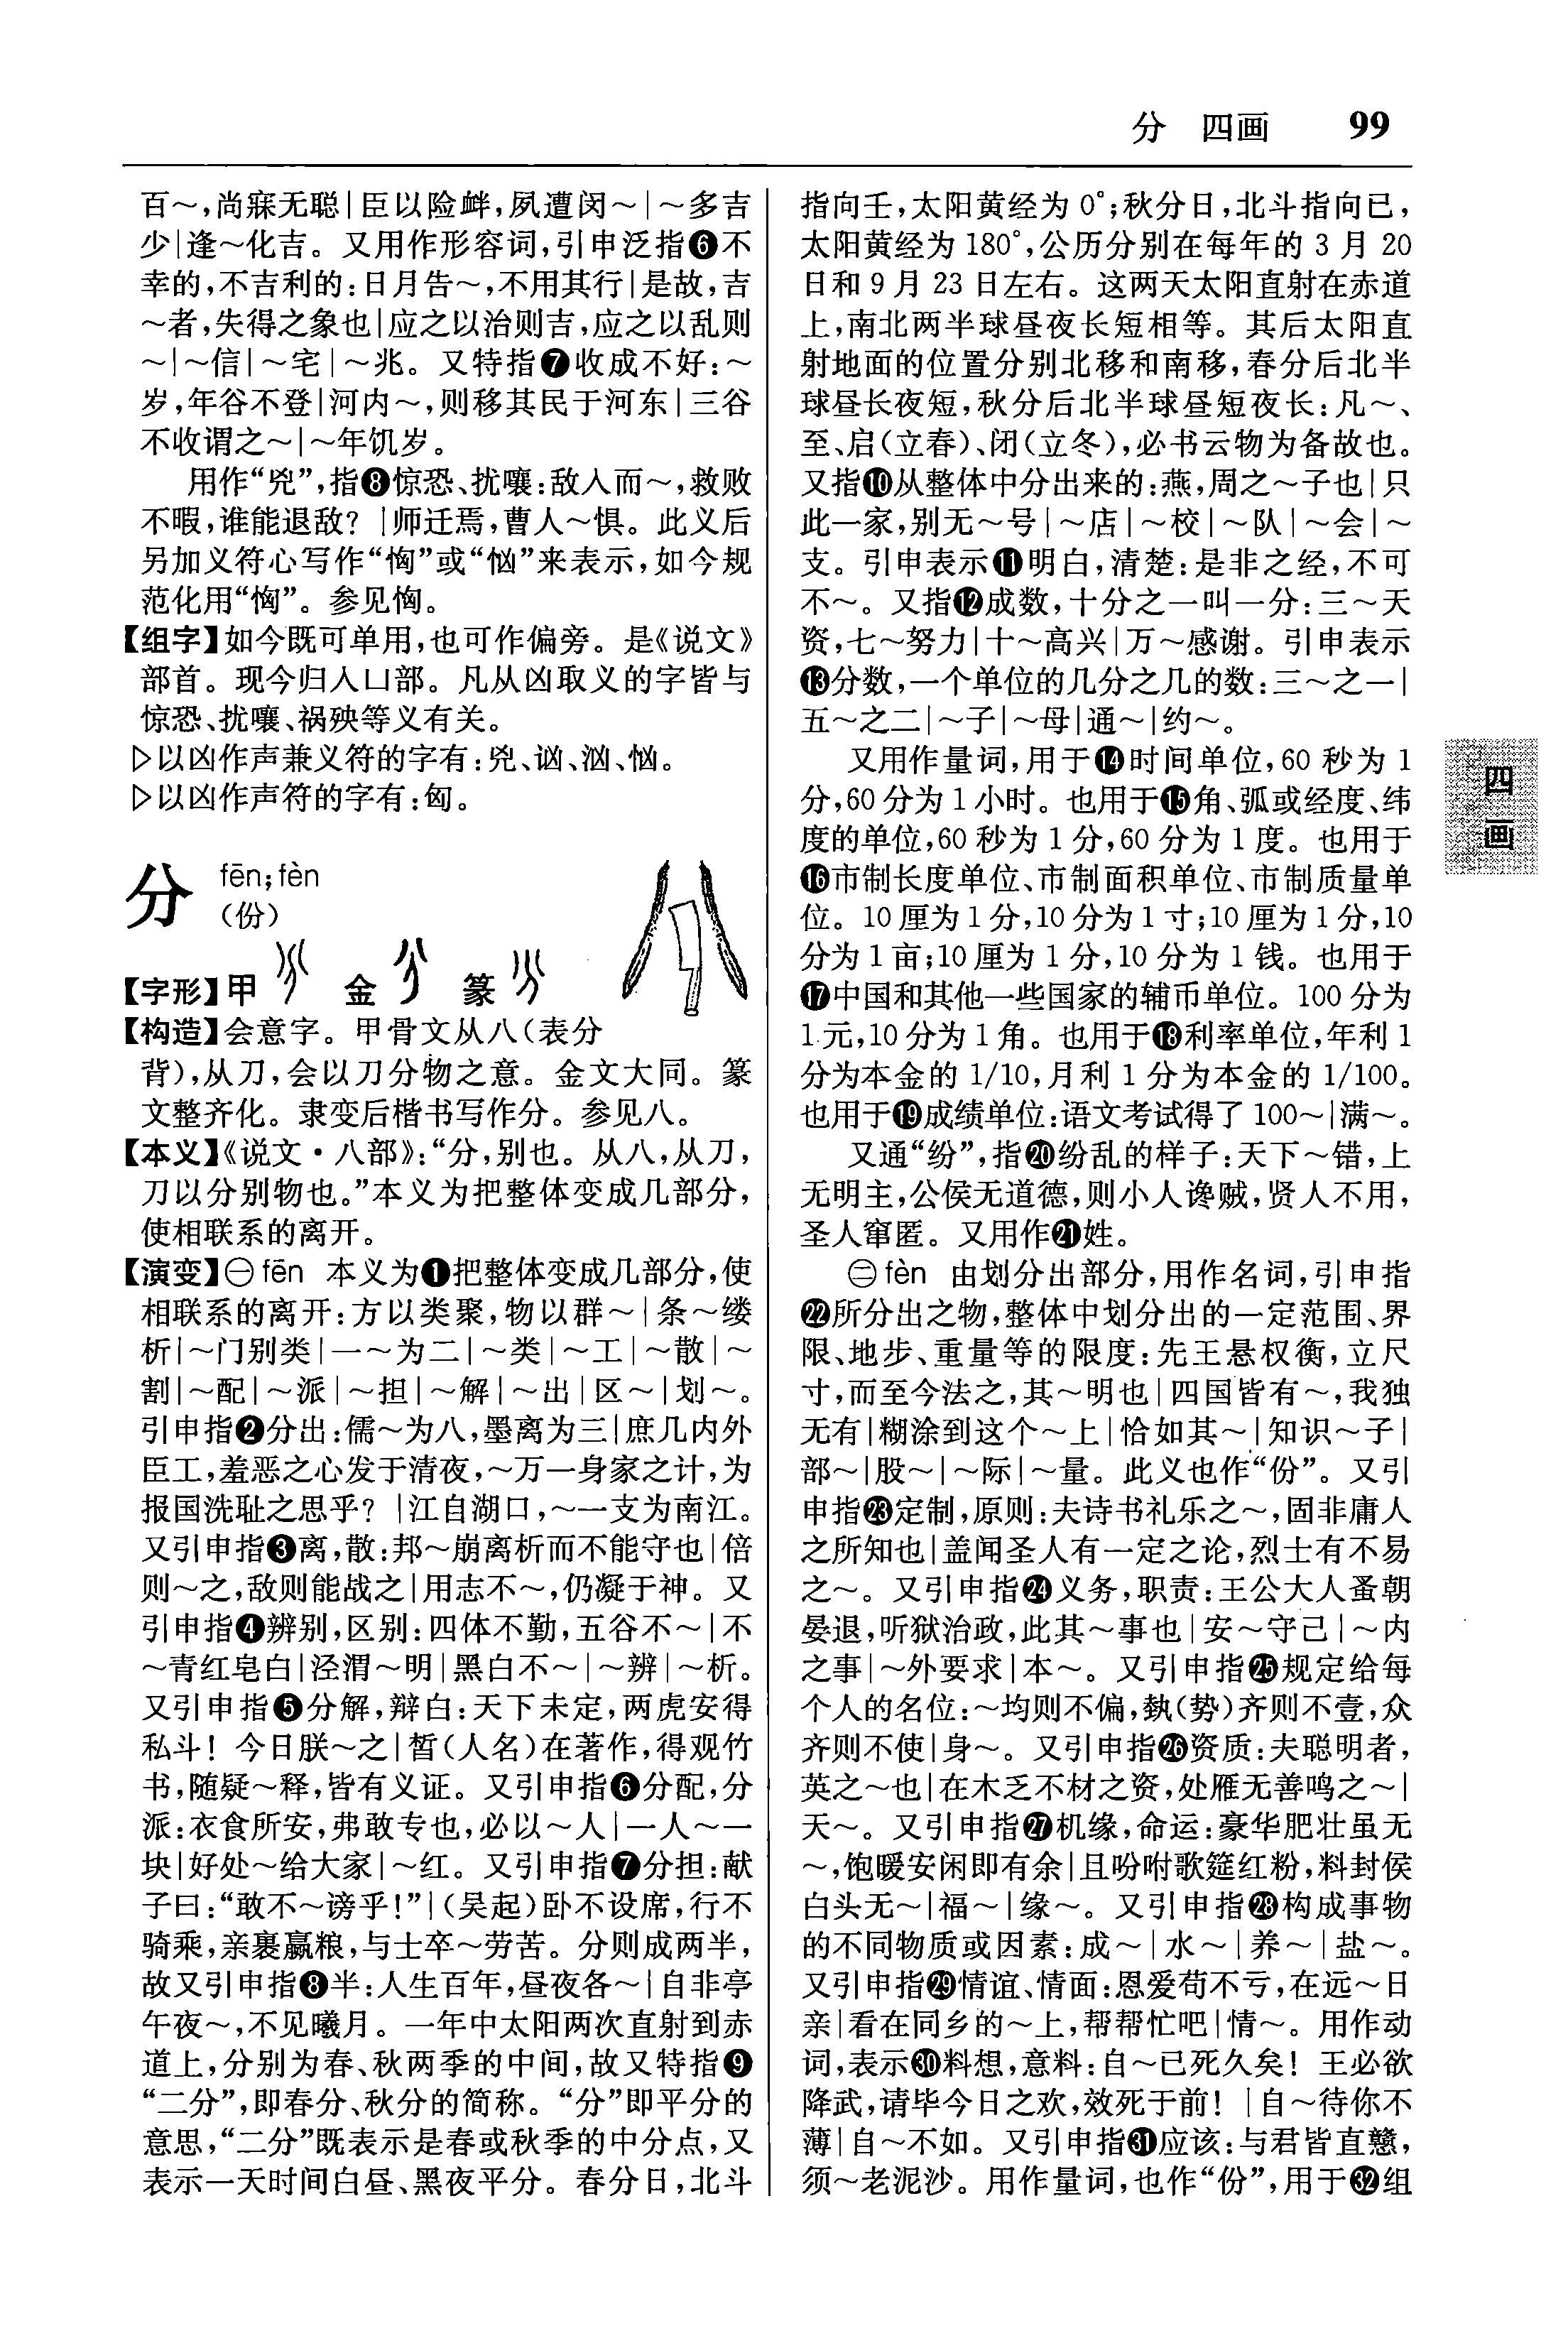 分 四画 99
百～,尚寐无聪|臣以险衅,夙遭闵～|～多吉
少|逢～化吉。又用作形容词,引申泛指❻不
幸的,不吉利的:日月告～,不用其行|是故,吉
～者,失得之象也|应之以治则吉,应之以乱则
～|～信|～宅|～兆。又特指❼收成不好:～
岁,年谷不登|河内～,则移其民于河东|三谷
不收谓之～|～年饥岁。
用作“兇”,指❽惊恐、扰嚷:敌人而～,救败
不暇,谁能退敌? |师迁焉,曹人～惧。此义后
另加义符心写作“恟”或“恼”来表示,如今规
范化用“恟”。参见恟。
【组字】如今既可单用,也可作偏旁。是《说文》
部首。现今归入凵部。凡从凶取义的字皆与
惊恐、扰嚷、祸殃等义有关。
▷以凶作声兼义符的字有:兇、讻、汹、恼。
▷以凶作声符的字有:匈。
分 fēn;fèn
(份)
【字形】甲 金 篆
【构造】会意字。甲骨文从八(表分
背),从刀,会以刀分物之意。金文大同。篆
文整齐化。隶变后楷书写作分。参见八。
【本义】《说文·八部》:“分,别也。从八,从刀,
刀以分别物也。”本义为把整体变成几部分,
使相联系的离开。
【演变】㊀fēn 本义为❶把整体变成几部分,使
相联系的离开:方以类聚,物以群～|条～缕
析|～门别类|一～为二|～类|～工|～散|～
割|～配|～派|～担|～解|～出|区～|划～。
引申指❷分出:儒～为八,墨离为三|庶几内外
臣工,羞恶之心发于清夜,～万一身家之计,为
报国洗耻之思乎? |江自湖口,～一支为南江。
又引申指❸离,散:邦～崩离析而不能守也|倍
则～之,敌则能战之|用志不～,仍凝于神。又
引申指❹辨别,区别:四体不勤,五谷不～|不
～青红皂白|泾渭～明|黑白不～|～辨|～析。
又引申指❺分解,辩白:天下未定,两虎安得
私斗! 今日朕～之|晳(人名)在著作,得观竹
书,随疑～释,皆有义证。又引申指❻分配,分
派:衣食所安,弗敢专也,必以～人|一人～一
块|好处～给大家|～红。又引申指❼分担:献
子曰:“敢不～谤乎!”|(吴起)卧不设席,行不
骑乘,亲裹赢粮,与士卒～劳苦。分则成两半,
故又引申指❽半:人生百年,昼夜各～|自非亭
午夜～,不见曦月。一年中太阳两次直射到赤
道上,分别为春、秋两季的中间,故又特指❾
“二分”,即春分、秋分的简称。“分”即平分的
意思,“二分”既表示是春或秋季的中分点,又
表示一天时间白昼、黑夜平分。春分日,北斗
指向壬,太阳黄经为 0°;秋分日,北斗指向已,
太阳黄经为 180°,公历分别在每年的 3 月 20
日和 9 月 23 日左右。这两天太阳直射在赤道
上,南北两半球昼夜长短相等。其后太阳直
射地面的位置分别北移和南移,春分后北半
球昼长夜短,秋分后北半球昼短夜长:凡～、
至、启(立春)、闭(立冬),必书云物为备故也。
又指❿从整体中分出来的:燕,周之～子也|只
此一家,别无～号|～店|～校|～队|～会|～
支。引申表示⓫明白,清楚:是非之经,不可
不～。又指⓬成数,十分之一叫一分:三～天
资,七～努力|十～高兴|万～感谢。引申表示
⓭分数,一个单位的几分之几的数:三～之一|
五～之二|～子|～母|通～|约～。
又用作量词,用于⓮时间单位,60 秒为 1
分,60 分为 1 小时。也用于⓯角、弧或经度、纬
度的单位,60 秒为 1 分,60 分为 1 度。也用于
⓰市制长度单位、市制面积单位、市制质量单
位。10 厘为 1 分,10 分为 1 寸;10 厘为 1 分,10
分为 1 亩;10 厘为 1 分,10 分为 1 钱。也用于
⓱中国和其他一些国家的辅币单位。100 分为
1 元,10 分为 1 角。也用于⓲利率单位,年利 1
分为本金的 1/10,月利 1 分为本金的 1/100。
也用于⓳成绩单位:语文考试得了 100～|满～。
又通“纷”,指⓴纷乱的样子:天下～错,上
无明主,公侯无道德,则小人谗贼,贤人不用,
圣人窜匿。又用作㉑姓。
㊁fèn 由划分出部分,用作名词,引申指
㉒所分出之物,整体中划分出的一定范围、界
限、地步、重量等的限度:先王悬权衡,立尺
寸,而至今法之,其～明也|四国皆有～,我独
无有|糊涂到这个～上|恰如其～|知识～子|
部～|股～|～际|～量。此义也作“份”。又引
申指㉓定制,原则:夫诗书礼乐之～,固非庸人
之所知也|盖闻圣人有一定之论,烈士有不易
之～。又引申指㉔义务,职责:王公大人蚤朝
晏退,听狱治政,此其～事也|安～守己|～内
之事|～外要求|本～。又引申指㉕规定给每
个人的名位:～均则不偏,埶(势)齐则不壹,众
齐则不使|身～。又引申指㉖资质:夫聪明者,
英之～也|在木乏不材之资,处雁无善鸣之～|
天～。又引申指㉗机缘,命运:豪华肥壮虽无
～,饱暖安闲即有余|且吩咐歌筵红粉,料封侯
白头无～|福～|缘～。又引申指㉘构成事物
的不同物质或因素:成～|水～|养～|盐～。
又引申指㉙情谊、情面:恩爱苟不亏,在远～日
亲|看在同乡的～上,帮帮忙吧|情～。用作动
词,表示㉚料想,意料:自～已死久矣! 王必欲
降武,请毕今日之欢,效死于前! |自～待你不
薄|自～不如。又引申指㉛应该:与君皆直戆,
须～老泥沙。用作量词,也作“份”,用于㉜组
四
画